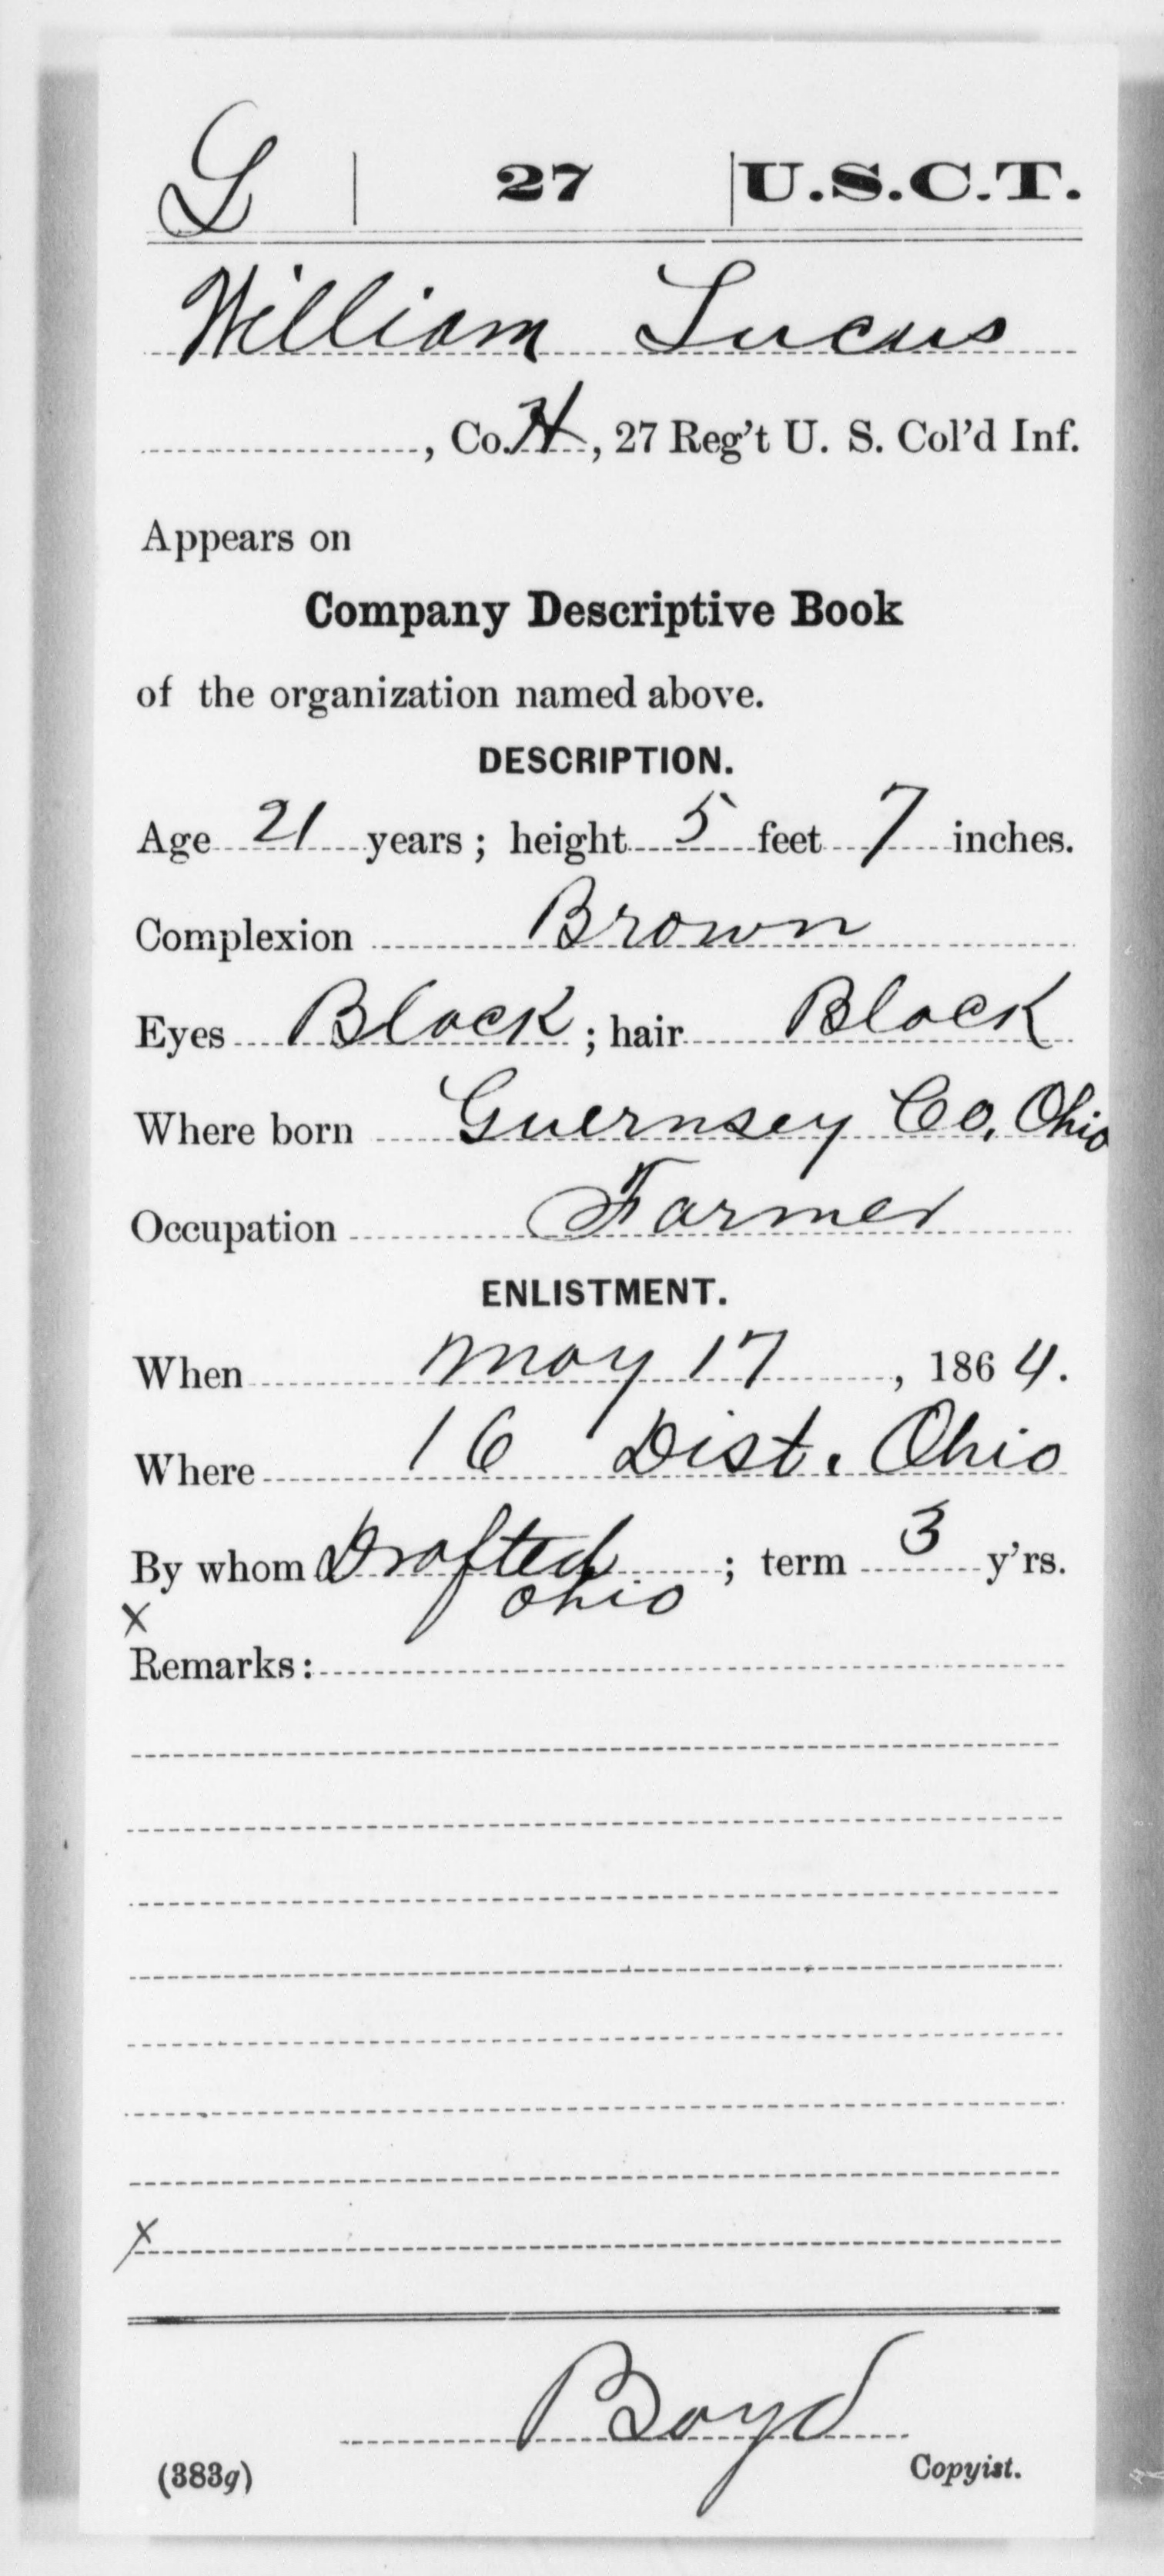 L | 27 | U.S.C.T.
William Lucas
, Co. H, 27 Reg't U. S. Col'd Inf.
Appears on
Company Descriptive Book
of the organization named above.
DESCRIPTION.
Age 21 years; height 5 feet 7 inches.
Complexion Brown
Eyes Black; hair Black
Where born Guernsey Co, Ohio
Occupation Farmer
ENLISTMENT.
When May 17, 1864.
Where 16 Dist. Ohio
By whom Drafted; term 3 y'rs.
Ohio
X
Remarks:
X
Boyd
(383g) Copyist.